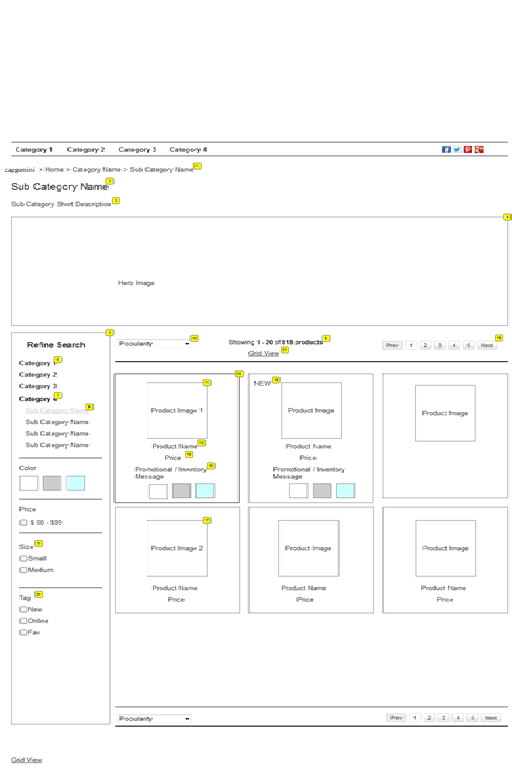 Category 1 Category 2 Category 3 Category 4
capgemini > Home > Category Name > Sub Category Name
Sub Category Name
Sub Category Short Description
Hero Image
Refine Search
Category 1
Category 2
Category 3
Category 4
Sub Category Name
Sub Category Name
Sub Category Name
Sub Category Name
Color
Price
$ 50 - $99
Size
Small
Medium
Tag
New
Online
Fav
Popularity
Showing 1 - 20 of 818 products
Grid View
Prev 1 2 3 4 5 Next
Product Image 1
Product Name
Price
Promotional / Inventory
Message
NEW
Product Image
Product Name
Price
Promotional / Inventory
Message
Product Image
Product Image 2
Product Name
Price
Product Image
Product Name
Price
Product Image
Product Name
Price
Popularity
Prev 1 2 3 4 5 Next
Grid View